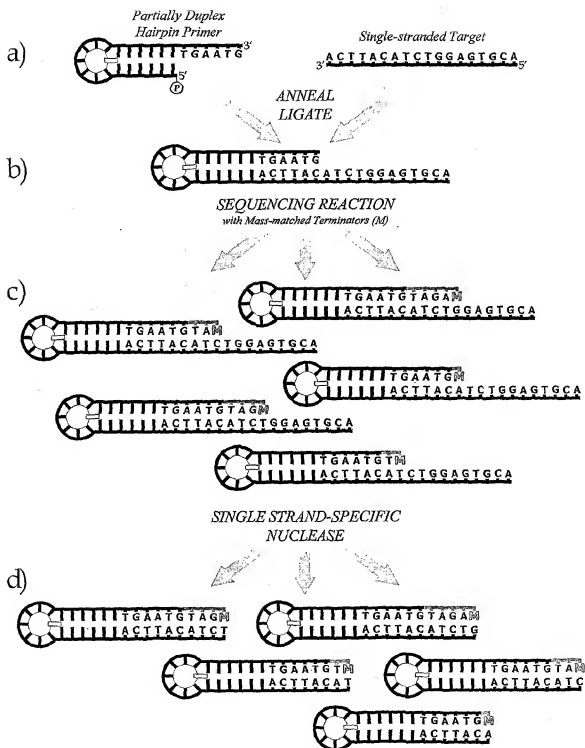 Partially Duplex
Hairpin Primer
a)
3'
TGAATG
5'
P
Single-stranded Target
ACTTACATCTGGAGTGCA
3'
5'
ANNEAL
LIGATE
b)
TGAATG
ACTTACATCTGGAGTGCA
SEQUENCING REACTION
with Mass-matched Terminators (M)
c)
TGAATGTAGAM
ACTTACATCTGGAGTGCA
TGAATGTAM
ACTTACATCTGGAGTGCA
TGAATGM
ACTTACATCTGGAGTGCA
TGAATGTAGM
ACTTACATCTGGAGTGCA
TGAATGTM
ACTTACATCTGGAGTGCA
SINGLE STRAND-SPECIFIC
NUCLEASE
d)
TGAATGTAGM
ACTTACATCT
TGAATGTAGAM
ACTTACATCTG
TGAATGTM
ACTTACAT
TGAATGTAM
ACTTACATC
TGAATGM
ACTTACA